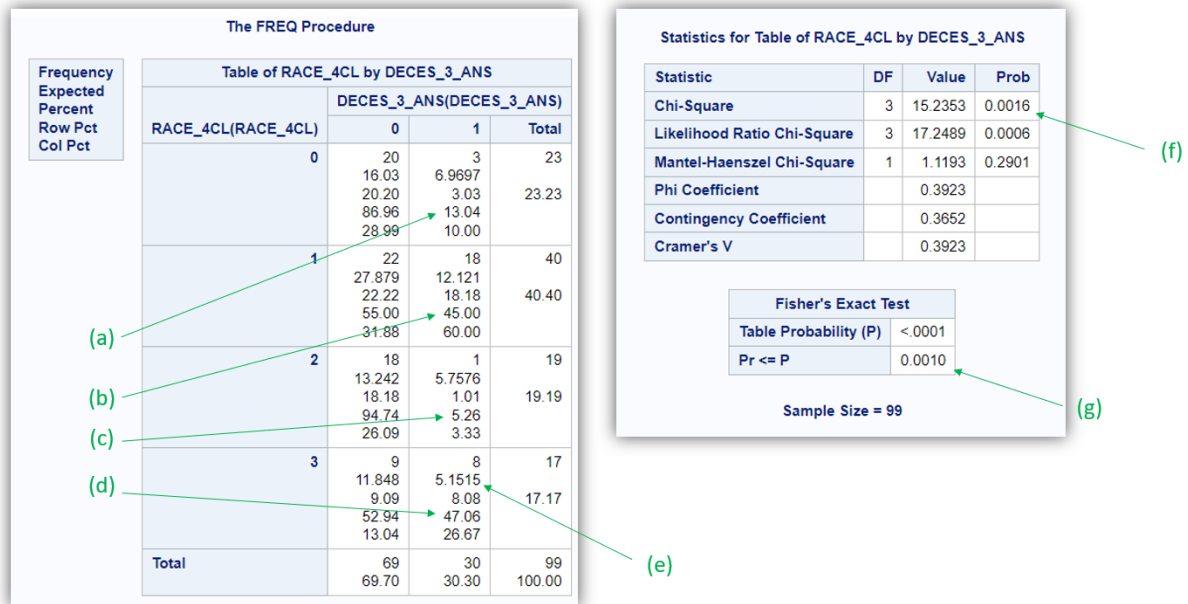 The FREQ Procedure
Frequency
Expected
Percent
Row Pct
Col Pct
Table of RACE_4CL by DECES_3_ANS
DECES_3_ANS(DECES_3_ANS)
RACE_4CL(RACE_4CL) 0 1 Total
0 20 3 23
16.03 6.9697
20.20 3.03 23.23
86.96 13.04
28.99 10.00
1 22 18 40
27.879 12.121
22.22 18.18 40.40
55.00 45.00
31.88 60.00
2 18 1 19
13.242 5.7576
18.18 1.01 19.19
94.74 5.26
26.09 3.33
3 9 8 17
11.848 5.1515
9.09 8.08 17.17
52.94 47.06
13.04 26.67
Total 69 30 99
69.70 30.30 100.00
(a)
(b)
(c)
(d)
(e)
Statistics for Table of RACE_4CL by DECES_3_ANS
Statistic DF Value Prob
Chi-Square 3 15.2353 0.0016
Likelihood Ratio Chi-Square 3 17.2489 0.0006
Mantel-Haenszel Chi-Square 1 1.1193 0.2901
Phi Coefficient 0.3923
Contingency Coefficient 0.3652
Cramer's V 0.3923
(f)
Fisher's Exact Test
Table Probability (P) <.0001
Pr <= P 0.0010
(g)
Sample Size = 99